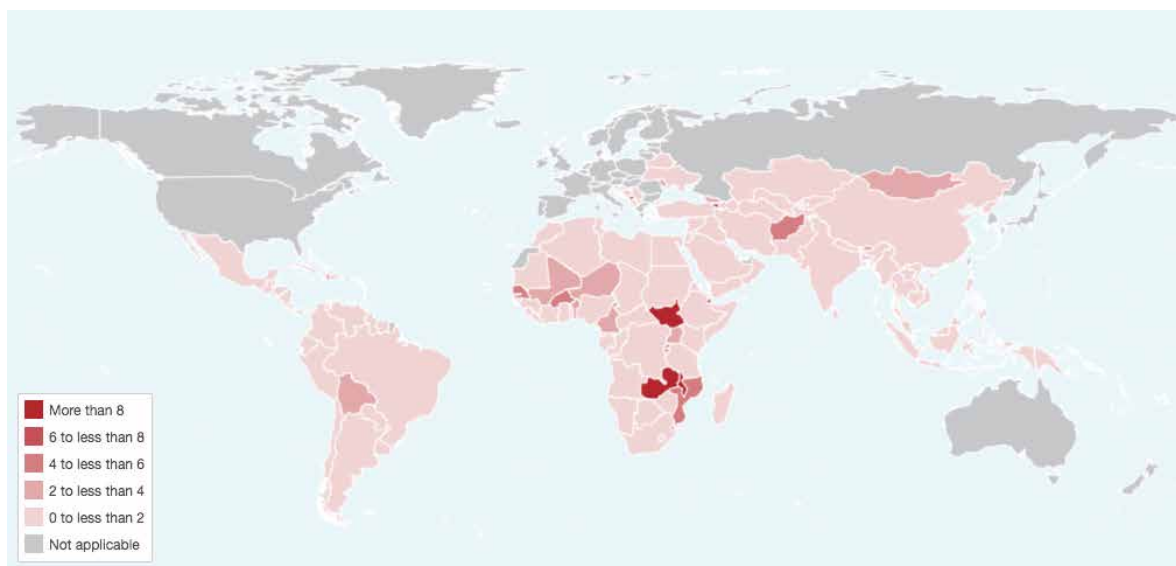 More than 8
6 to less than 8
4 to less than 6
2 to less than 4
0 to less than 2
Not applicable